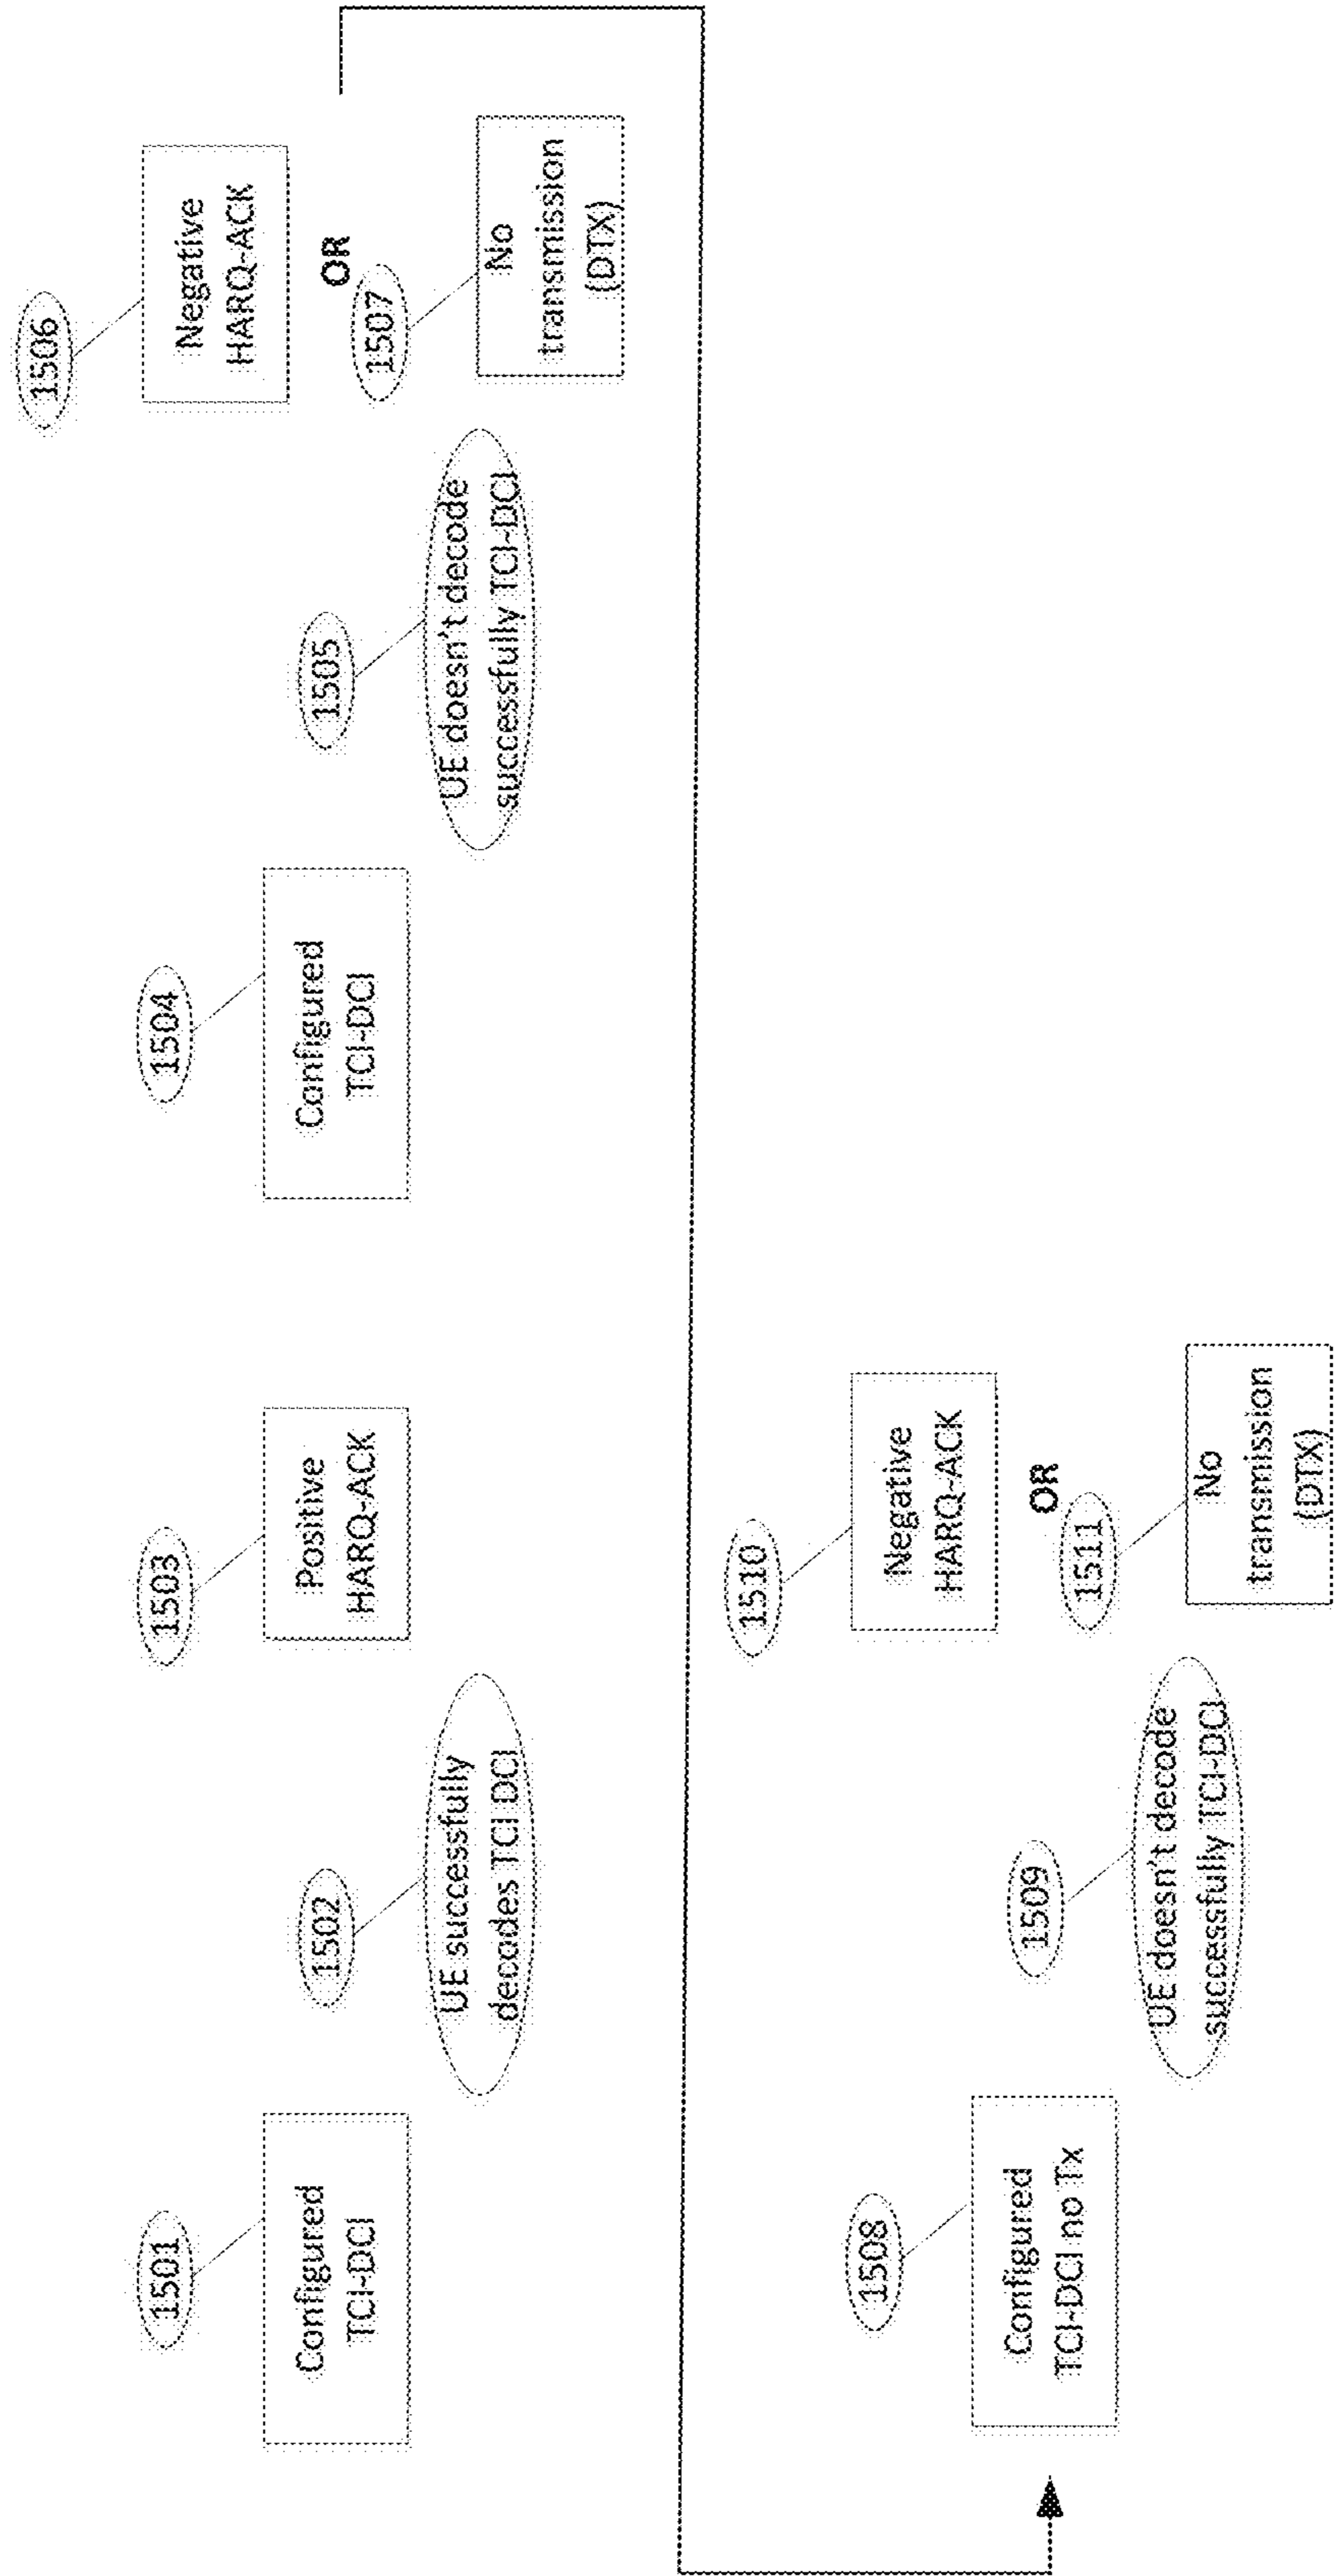 1501
Configured
TCI-DCI
1502
UE successfully
decodes TCI DCI
1503
Positive
HARQ-ACK
1504
Configured
TCI-DCI
1505
UE doesn't decode
successfully TCI-DCI
1506
Negative
HARQ-ACK
OR
1507
No
transmission
(DTX)
1508
Configured
TCI-DCI no Tx
1509
UE doesn't decode
successfully TCI-DCI
1510
Negative
HARQ-ACK
OR
1511
No
transmission
(DTX)